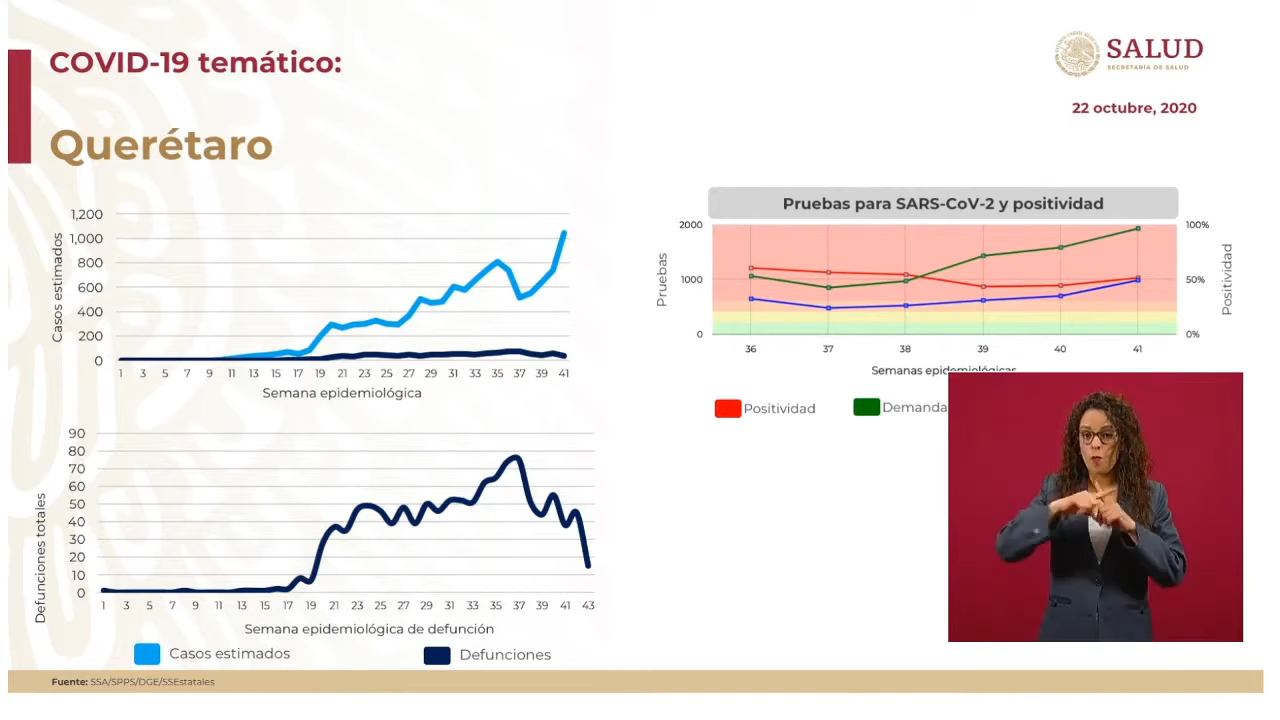 COVID-19 temático:
SALUD
SECRETARÍA DE SALUD
22 octubre, 2020
Querétaro
1,200
1,000
800
600
400
200
0
Casos estimados
1 3 5 7 9 11 13 15 17 19 21 23 25 27 29 31 33 35 37 39 41
Semana epidemiológica
Pruebas para SARS-CoV-2 y positividad
2000
1000
0
Pruebas
100%
50%
0%
Positividad
36 37 38 39 40 41
Semanas epidemiológicas
Positividad
Demanda
90
80
70
60
50
40
30
20
10
0
Defunciones totales
1 3 5 7 9 11 13 15 17 19 21 23 25 27 29 31 33 35 37 39 41 43
Semana epidemiológica de defunción
Casos estimados
Defunciones
Fuente: SSA/SPPS/DGE/SSEstatales